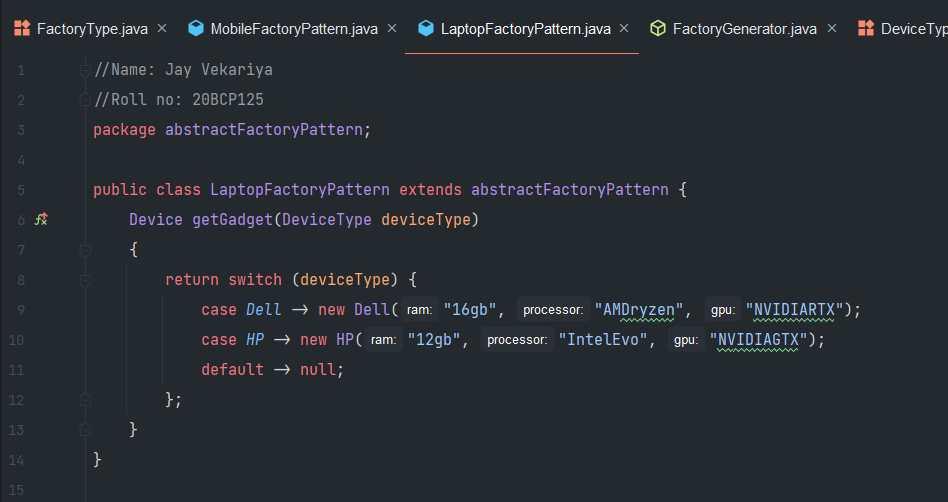 FactoryType.java MobileFactoryPattern.java LaptopFactoryPattern.java FactoryGenerator.java DeviceTyp
1 //Name: Jay Vekariya
2 //Roll no: 20BCP125
3 package abstractFactoryPattern;
4
5 public class LaptopFactoryPattern extends abstractFactoryPattern {
6 Device getGadget(DeviceType deviceType)
7 {
8 return switch (deviceType) {
9 case Dell -> new Dell( ram: "16gb", processor: "AMDryzen", gpu: "NVIDIARTX");
10 case HP -> new HP( ram: "12gb", processor: "IntelEvo", gpu: "NVIDIAGTX");
11 default -> null;
12 };
13 }
14 }
15